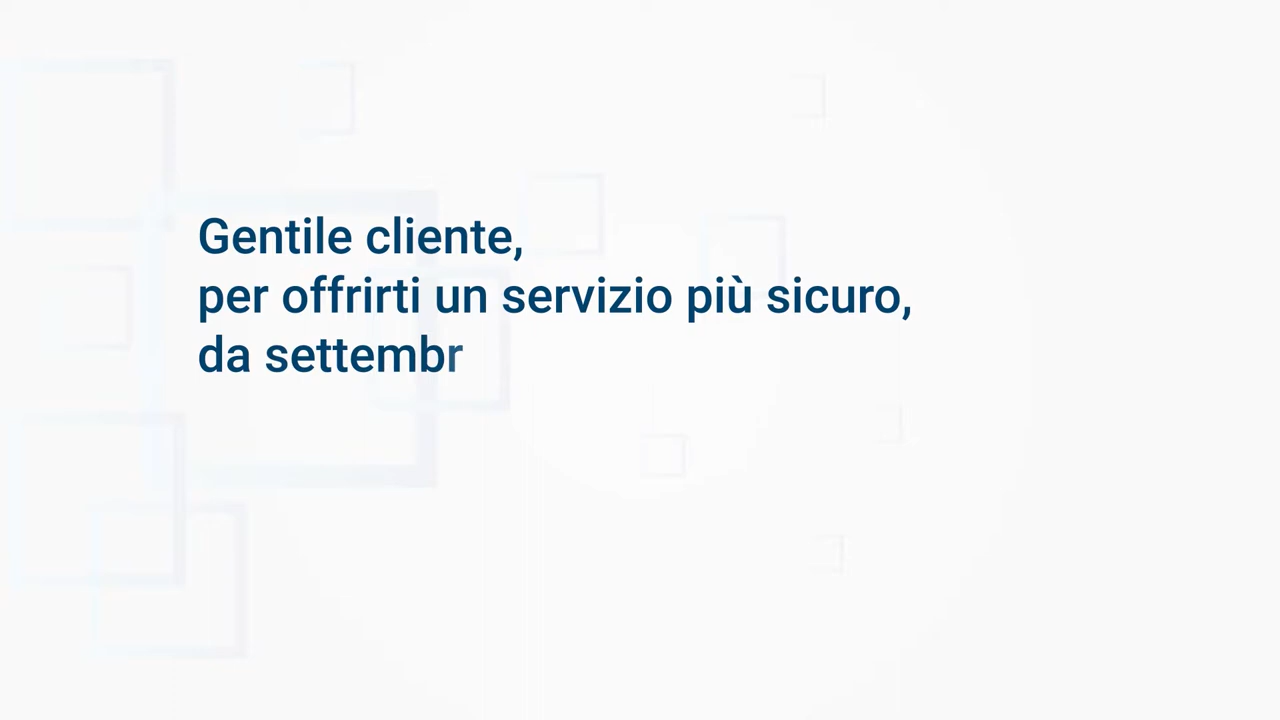 Gentile cliente,
per offrirti un servizio più sicuro,
da settembr